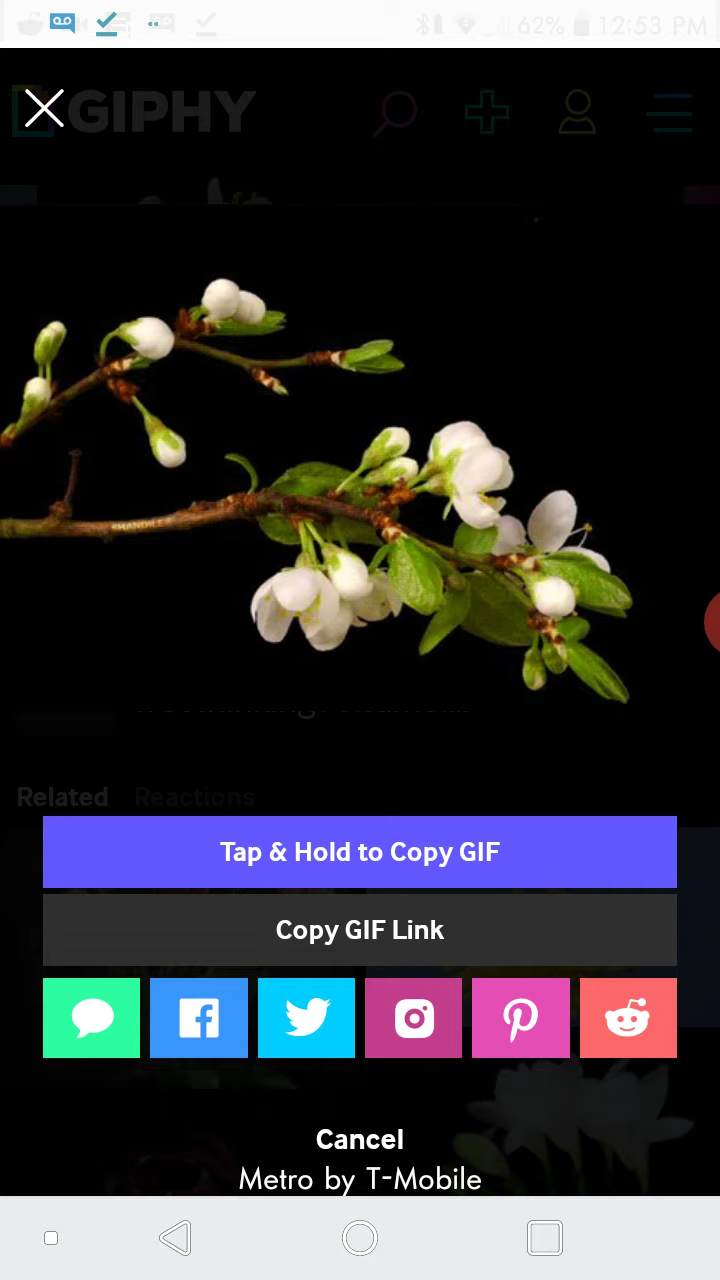 62% 12:53 PM
GIPHY
Related Reactions
Tap & Hold to Copy GIF
Copy GIF Link
Cancel
Metro by T-Mobile